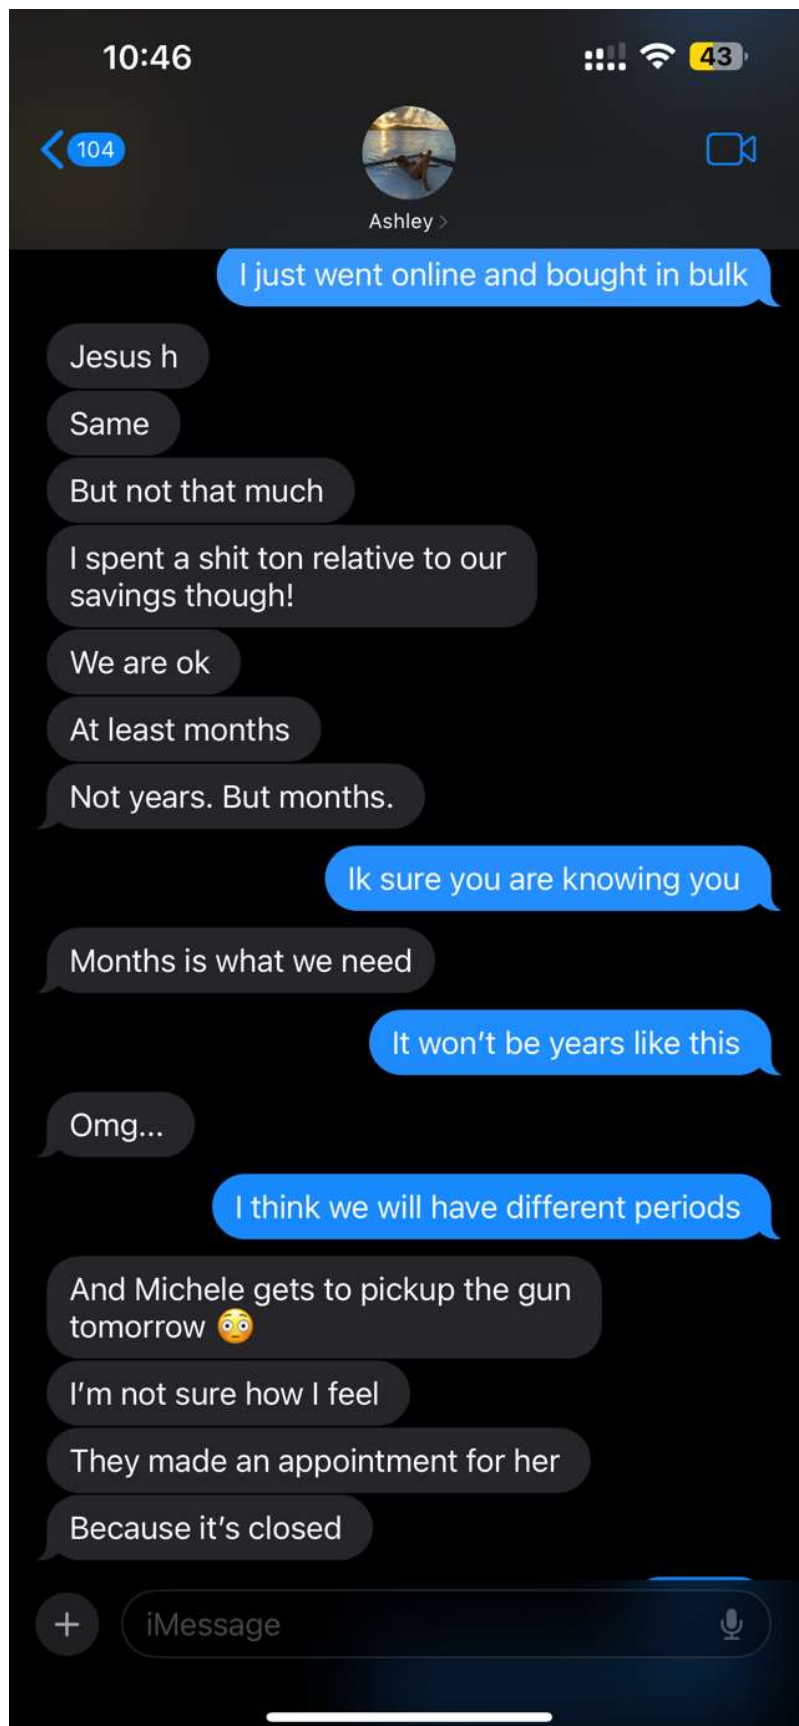 10:46
43
104
Ashley
I just went online and bought in bulk
Jesus h
Same
But not that much
I spent a shit ton relative to our
savings though!
We are ok
At least months
Not years. But months.
Ik sure you are knowing you
Months is what we need
It won't be years like this
Omg...
I think we will have different periods
And Michele gets to pickup the gun
tomorrow 😳
I'm not sure how I feel
They made an appointment for her
Because it's closed
iMessage